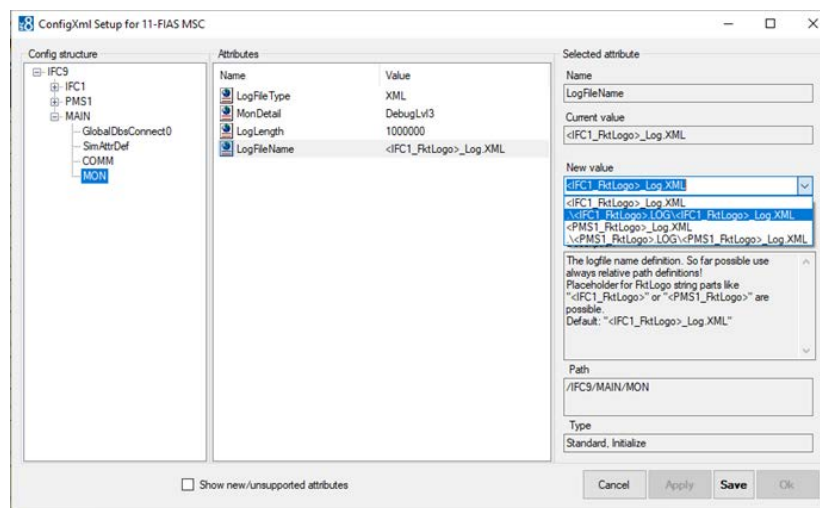 ConfigXml Setup for 11-FIAS MSC
Config structure
IFC9
IFC1
PMS1
MAIN
GlobalDbsConnect0
SimAttrDef
COMM
MON
Attributes
Name Value
LogFileType XML
MonDetail DebugLvl3
LogLength 1000000
LogFileName <IFC1_FktLogo>_Log.XML
Selected attribute
Name
LogFileName
Current value
<IFC1_FktLogo>_Log.XML
New value
<IFC1_FktLogo>_Log.XML
<IFC1_FktLogo>_Log.XML
.\<IFC1_FktLogo>.LOG\<IFC1_FktLogo>_Log.XML
<PMS1_FktLogo>_Log.XML
.\<PMS1_FktLogo>.LOG\<PMS1_FktLogo>_Log.XML
The logfile name definition. So far possible use
always relative path definitions!
Placeholder for FktLogo string parts like
"<IFC1_FktLogo>" or "<PMS1_FktLogo>" are
possible.
Default: "<IFC1_FktLogo>_Log.XML"
Path
/IFC9/MAIN/MON
Type
Standard, Initialize
Show new/unsupported attributes
Cancel Apply Save Ok